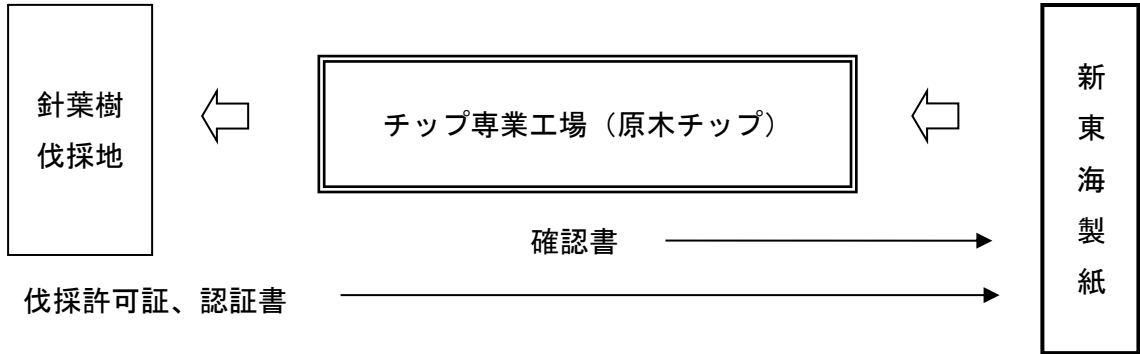 針葉樹
伐採地
チップ専業工場（原木チップ）
新東海製紙
確認書
伐採許可証、認証書